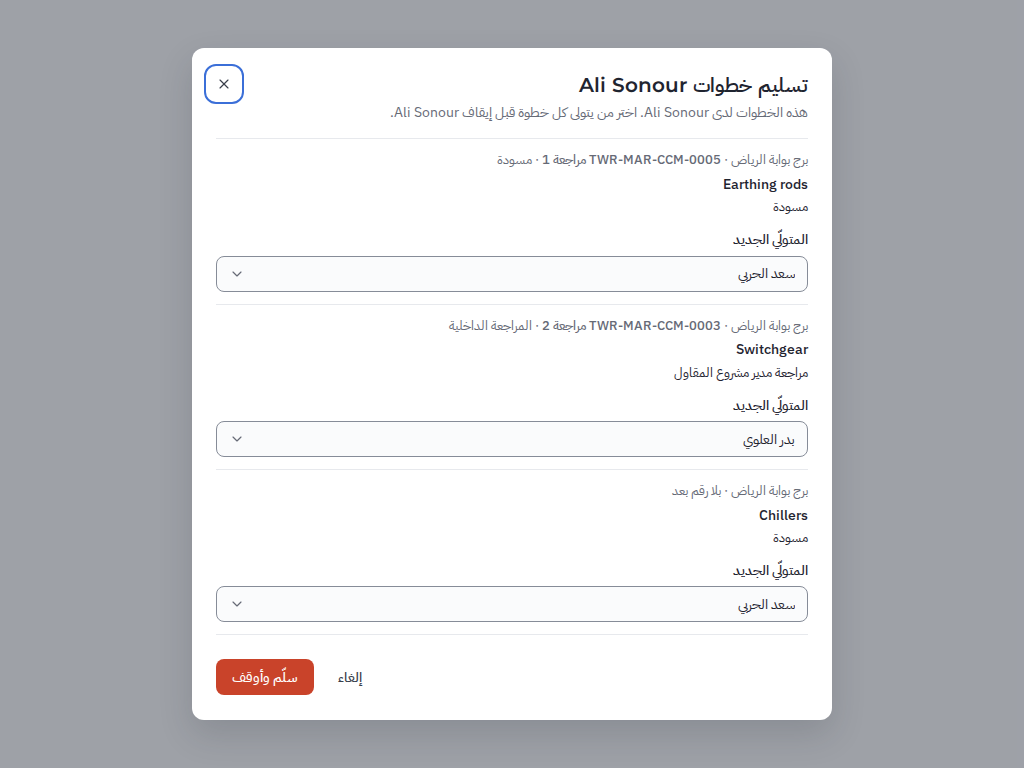 تسليم خطوات Ali Sonour
هذه الخطوات لدى Ali Sonour. اختر من يتولى كل خطوة قبل إيقاف Ali Sonour.
برج بوابة الرياض · TWR-MAR-CCM-0005 مراجعة 1 · مسودة
Earthing rods
مسودة
المتولّي الجديد
سعد الحربي
برج بوابة الرياض · TWR-MAR-CCM-0003 مراجعة 2 · المراجعة الداخلية
Switchgear
مراجعة مدير مشروع المقاول
المتولّي الجديد
بدر العلوي
برج بوابة الرياض · بلا رقم بعد
Chillers
مسودة
المتولّي الجديد
سعد الحربي
إلغاء
سلّم وأوقف